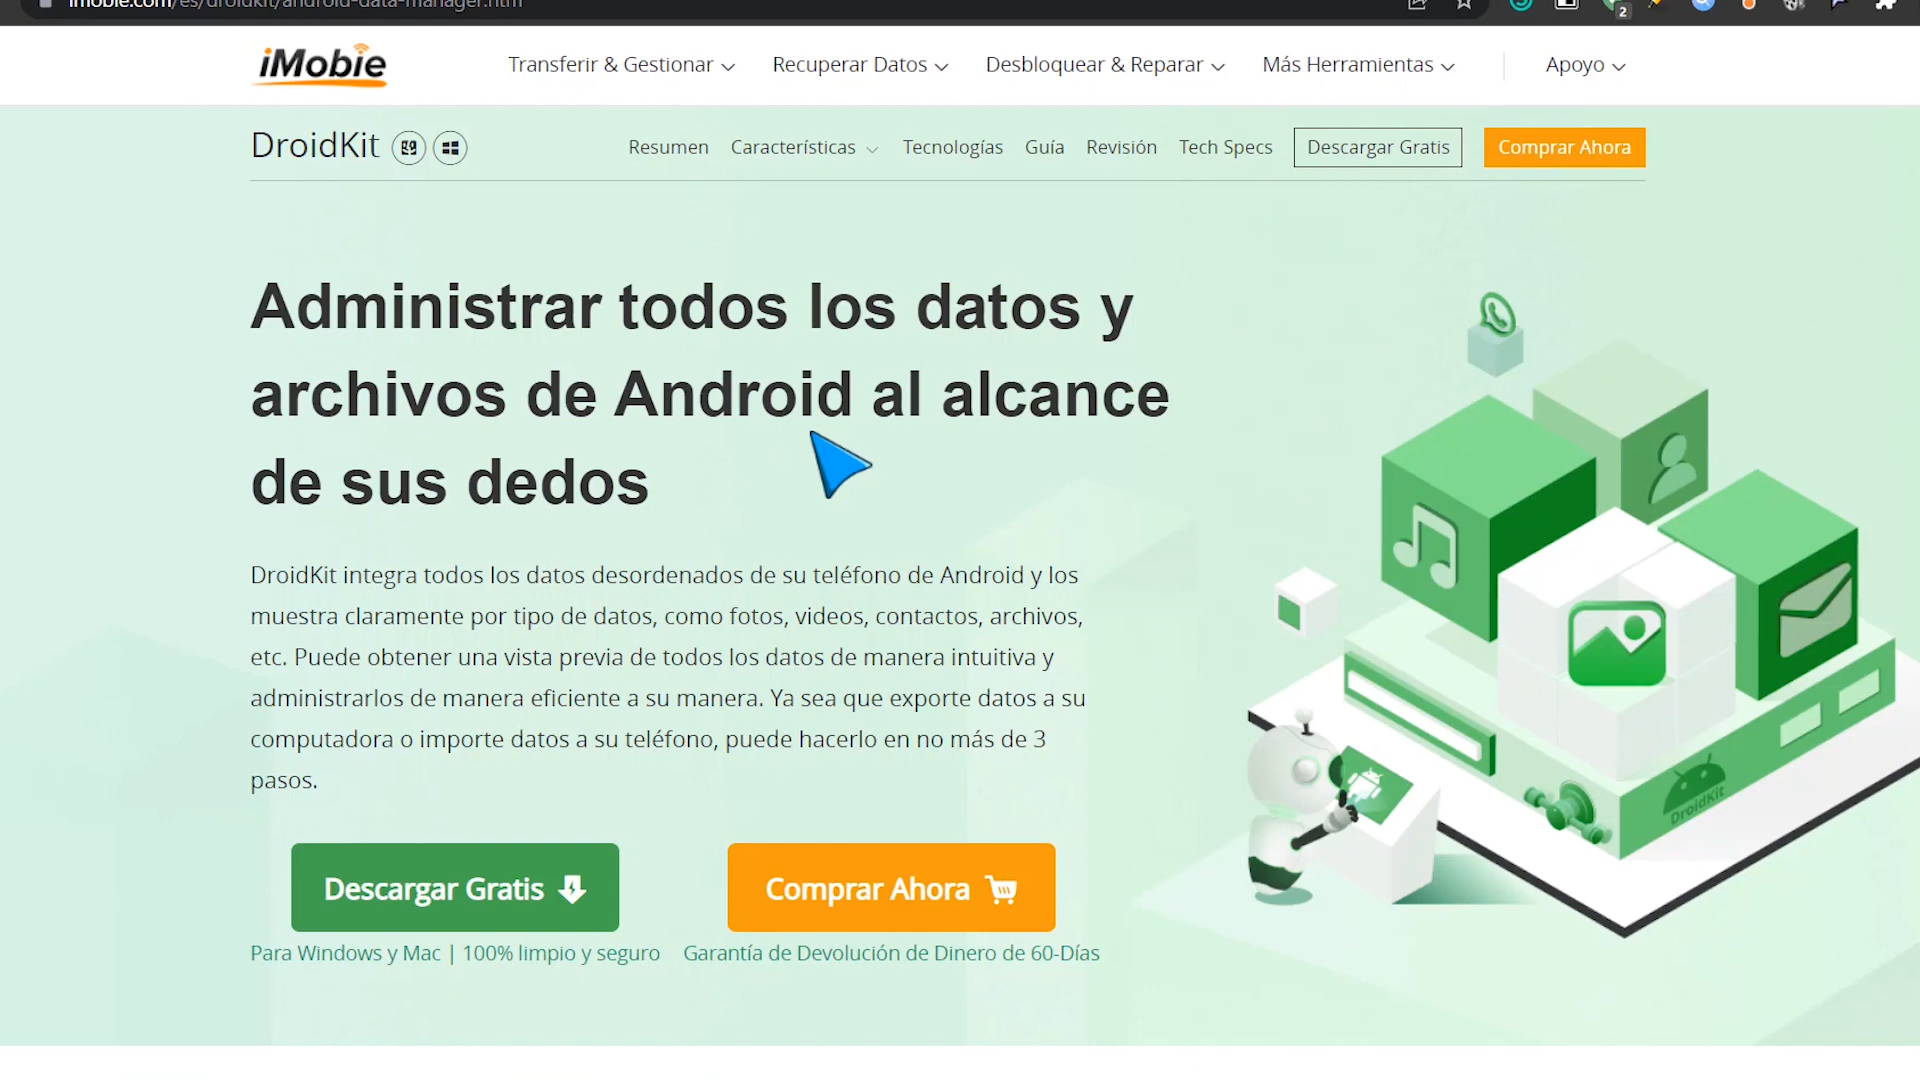 imobie.com/es/droidkit/android-data-manager.htm
2
iMobie
Transferir & Gestionar
Recuperar Datos
Desbloquear & Reparar
Más Herramientas
Apoyo
DroidKit
Resumen
Características
Tecnologías
Guía
Revisión
Tech Specs
Descargar Gratis
Comprar Ahora
Administrar todos los datos y
archivos de Android al alcance
de sus dedos
DroidKit integra todos los datos desordenados de su teléfono de Android y los
muestra claramente por tipo de datos, como fotos, videos, contactos, archivos,
etc. Puede obtener una vista previa de todos los datos de manera intuitiva y
administrarlos de manera eficiente a su manera. Ya sea que exporte datos a su
computadora o importe datos a su teléfono, puede hacerlo en no más de 3
pasos.
DroidKit
Descargar Gratis
Comprar Ahora
Para Windows y Mac | 100% limpio y seguro
Garantía de Devolución de Dinero de 60-Días